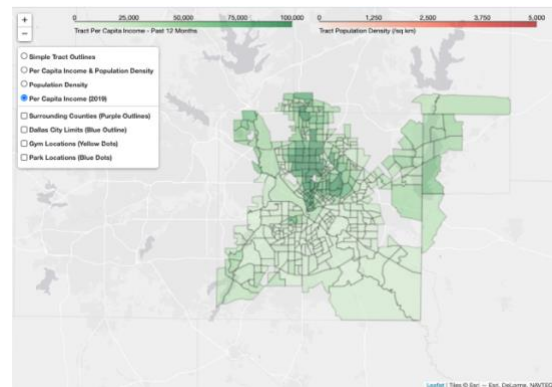 0 25,000 50,000 75,000 100,000
Tract Per Capita Income - Past 12 Months
0 1,250 2,500 3,750 5,000
Tract Population Density (/sq km)
+
−
Simple Tract Outlines
Per Capita Income & Population Density
Population Density
Per Capita Income (2019)
Surrounding Counties (Purple Outlines)
Dallas City Limits (Blue Outline)
Gym Locations (Yellow Dots)
Park Locations (Blue Dots)
Leaflet | Tiles © Esri — Esri, DeLorme, NAVTEQ